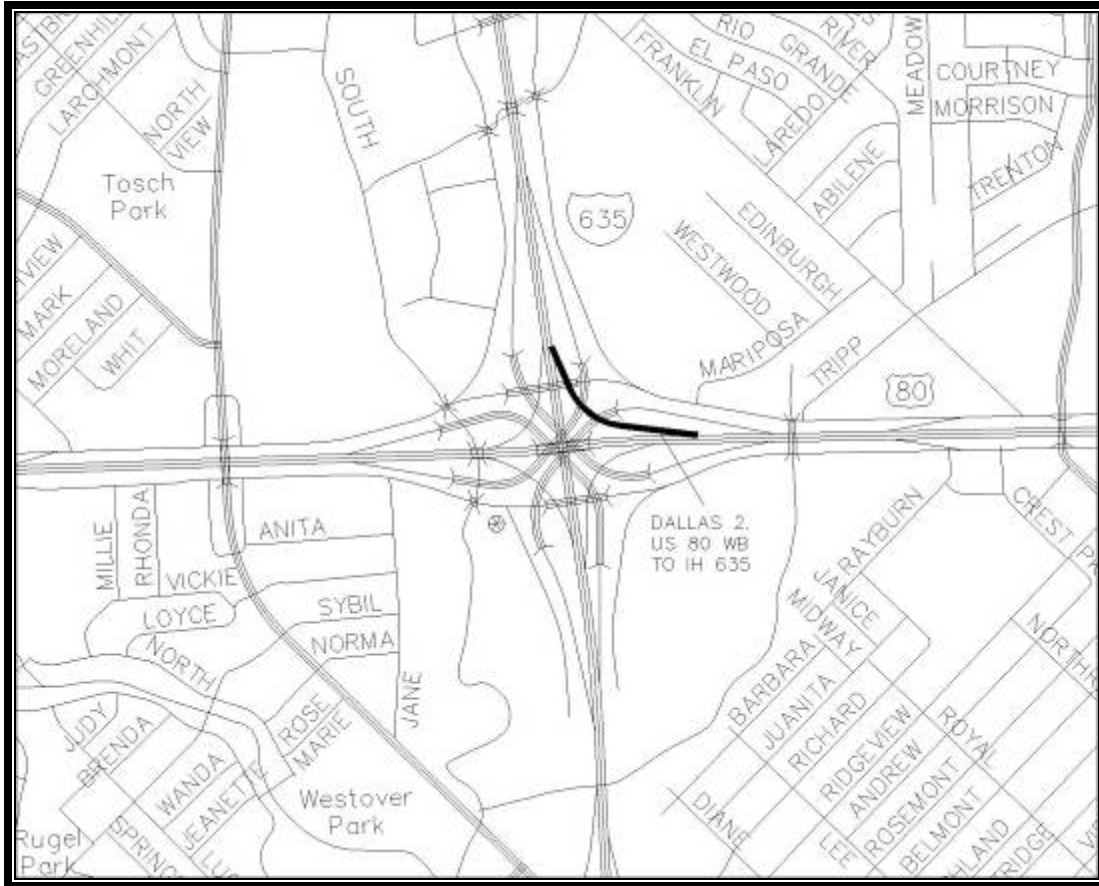 GREENHILL
LARCHMONT
NORTH
VIEW
Tosch
Park
SOUTH
635
RIO GRANDE
RIVER
EL PASO
FRANKLIN
LAREDO
MEADOW
COURTNEY
MORRISON
ABILENE
TRENTON
EDINBURGH
WESTWOOD
MARIPOSA
TRIPP
80
MARK
MORELAND
WHIT
MILLIE
RHONDA
ANITA
VICKIE
LOYCE
SYBIL
NORTH
NORMA
JANE
ROSE
MARIE
JUDY
BRENDA
WANDA
Westover
Park
Rugel
Park
DALLAS 2.
US 80 WB
TO IH 635
RAYBURN
CREST
JANICE
MIDWAY
BARBARA
JUANITA
RICHARD
RIDGEVIEW
ANDREW
ROYAL
ROSEMONT
BELMONT
DIANE
LEE